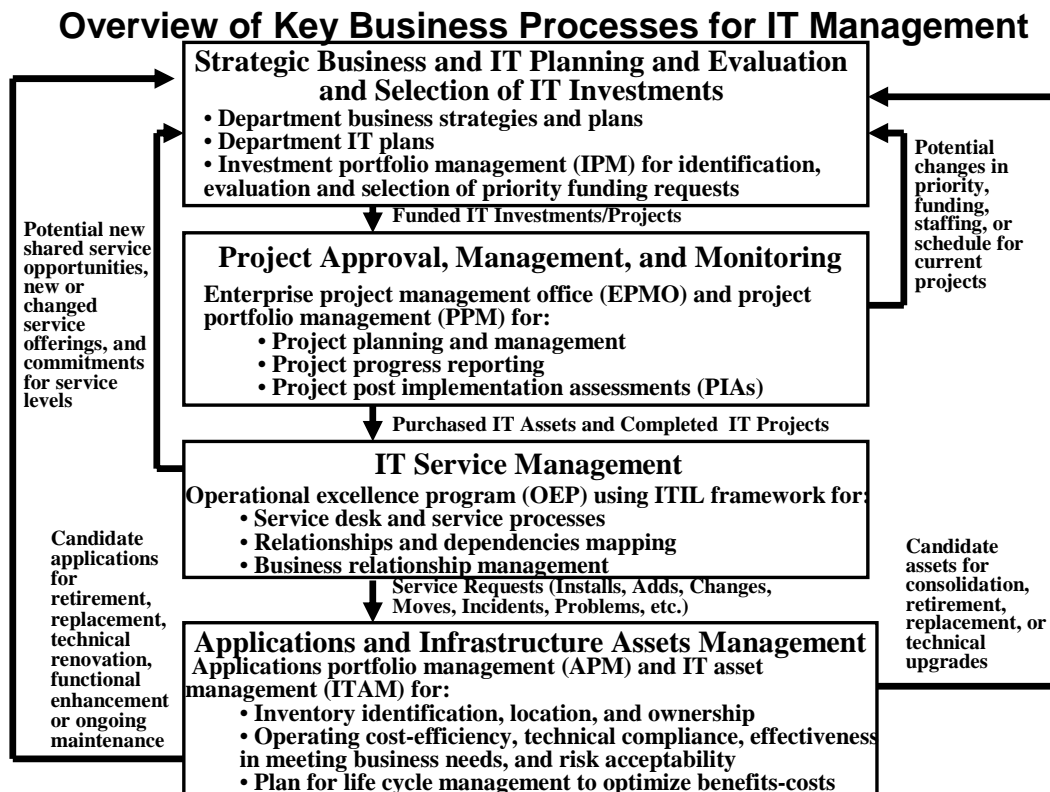 Overview of Key Business Processes for IT Management
Strategic Business and IT Planning and Evaluation
and Selection of IT Investments
• Department business strategies and plans
• Department IT plans
• Investment portfolio management (IPM) for identification,
evaluation and selection of priority funding requests
Funded IT Investments/Projects
Project Approval, Management, and Monitoring
Enterprise project management office (EPMO) and project
portfolio management (PPM) for:
• Project planning and management
• Project progress reporting
• Project post implementation assessments (PIAs)
Purchased IT Assets and Completed IT Projects
IT Service Management
Operational excellence program (OEP) using ITIL framework for:
• Service desk and service processes
• Relationships and dependencies mapping
• Business relationship management
Service Requests (Installs, Adds, Changes,
Moves, Incidents, Problems, etc.)
Applications and Infrastructure Assets Management
Applications portfolio management (APM) and IT asset
management (ITAM) for:
• Inventory identification, location, and ownership
• Operating cost-efficiency, technical compliance, effectiveness
in meeting business needs, and risk acceptability
• Plan for life cycle management to optimize benefits-costs
Potential new
shared service
opportunities,
new or
changed
service
offerings, and
commitments
for service
levels
Candidate
applications
for
retirement,
replacement,
technical
renovation,
functional
enhancement
or ongoing
maintenance
Potential
changes in
priority,
funding,
staffing, or
schedule for
current
projects
Candidate
assets for
consolidation,
retirement,
replacement, or
technical
upgrades